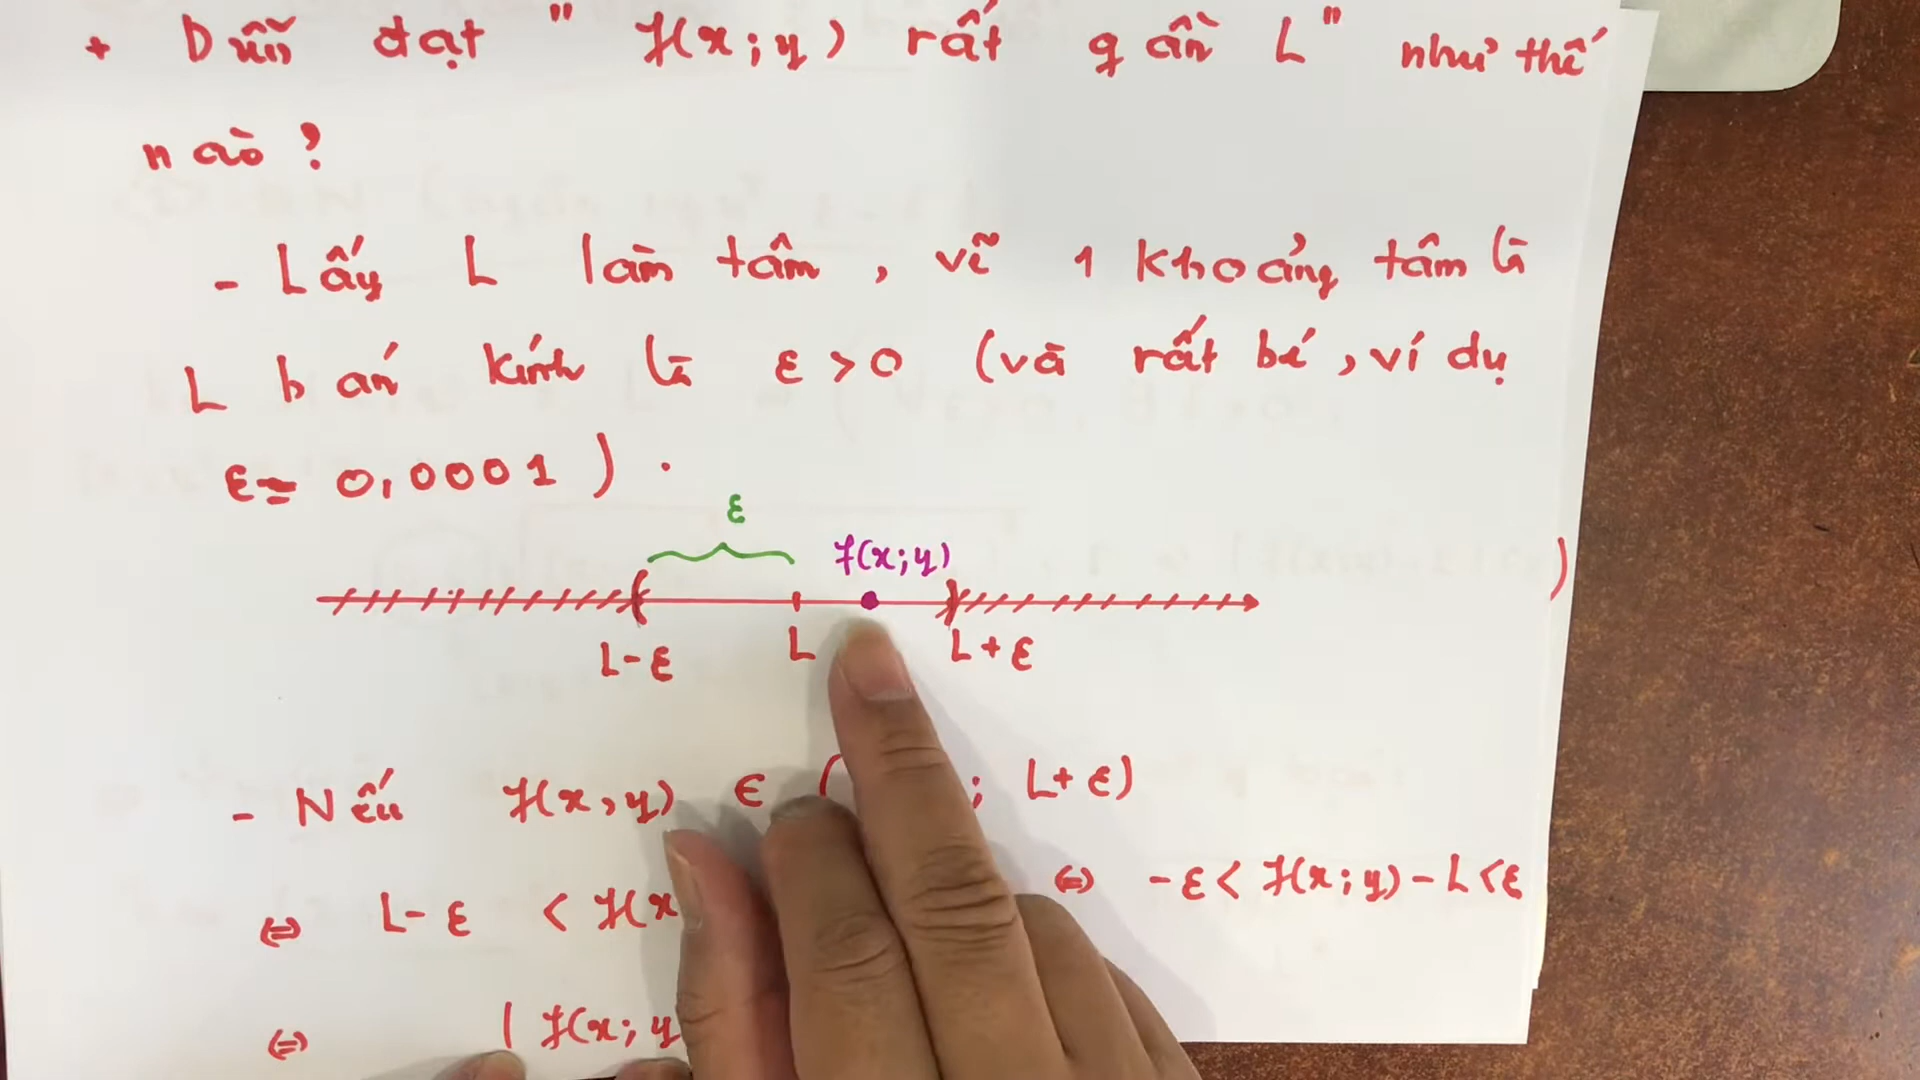 + Diễn đạt " f(x;y) rất gần L" như thế
nào?
- Lấy L làm tâm, vẽ 1 khoảng tâm là
L bán kính là ε > 0 (và rất bé, ví dụ
ε = 0,0001).
ε
f(x;y)
)
L-ε L L+ε
- Nếu f(x,y) ∈ ( ; L+ε)
⇔ L-ε < f(x ⇔ -ε < f(x;y) - L < ε
⇔ | f(x;y